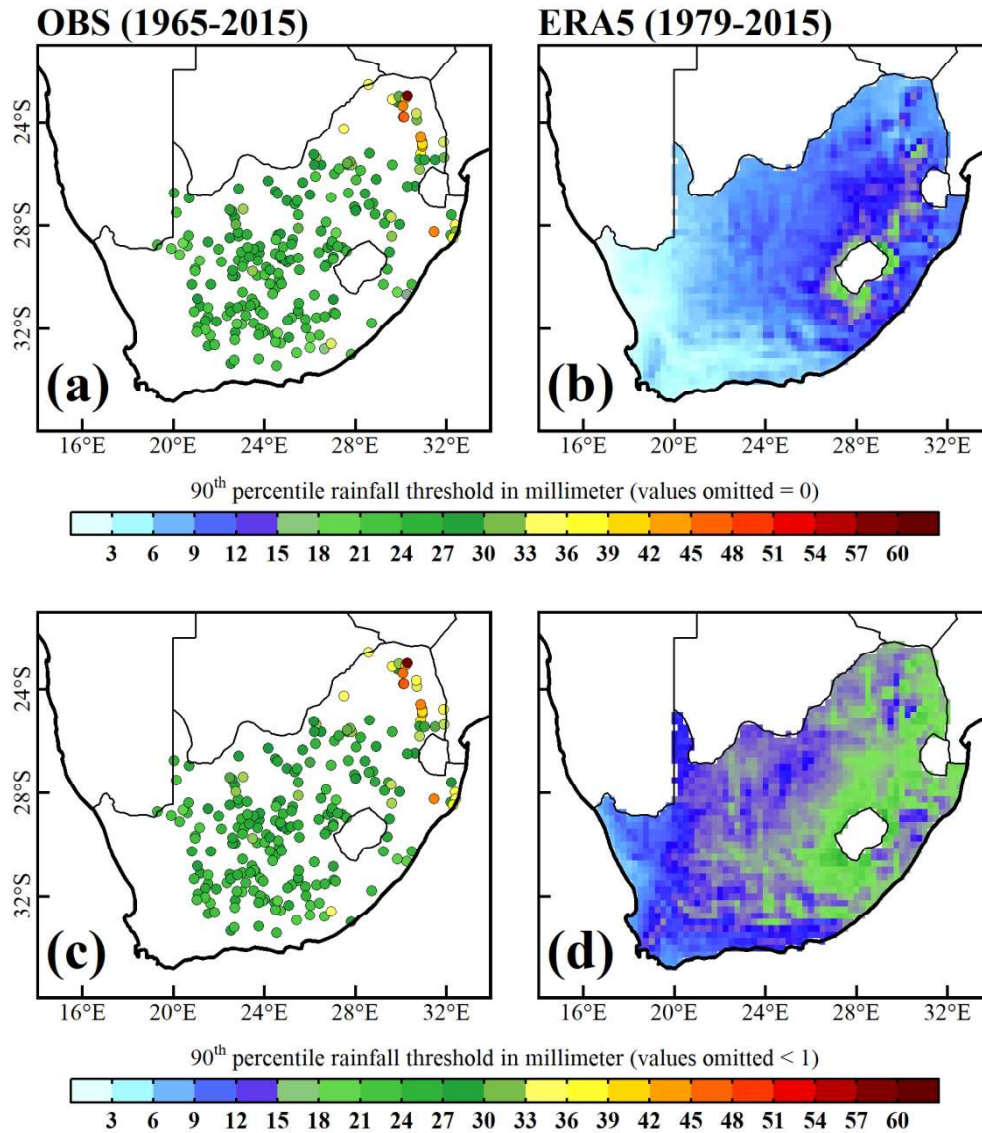 OBS (1965-2015) ERA5 (1979-2015)
24°S
28°S
32°S
(a) (b)
16°E 20°E 24°E 28°E 32°E 16°E 20°E 24°E 28°E 32°E
90th percentile rainfall threshold in millimeter (values omitted = 0)
3 6 9 12 15 18 21 24 27 30 33 36 39 42 45 48 51 54 57 60
24°S
28°S
32°S
(c) (d)
16°E 20°E 24°E 28°E 32°E 16°E 20°E 24°E 28°E 32°E
90th percentile rainfall threshold in millimeter (values omitted < 1)
3 6 9 12 15 18 21 24 27 30 33 36 39 42 45 48 51 54 57 60